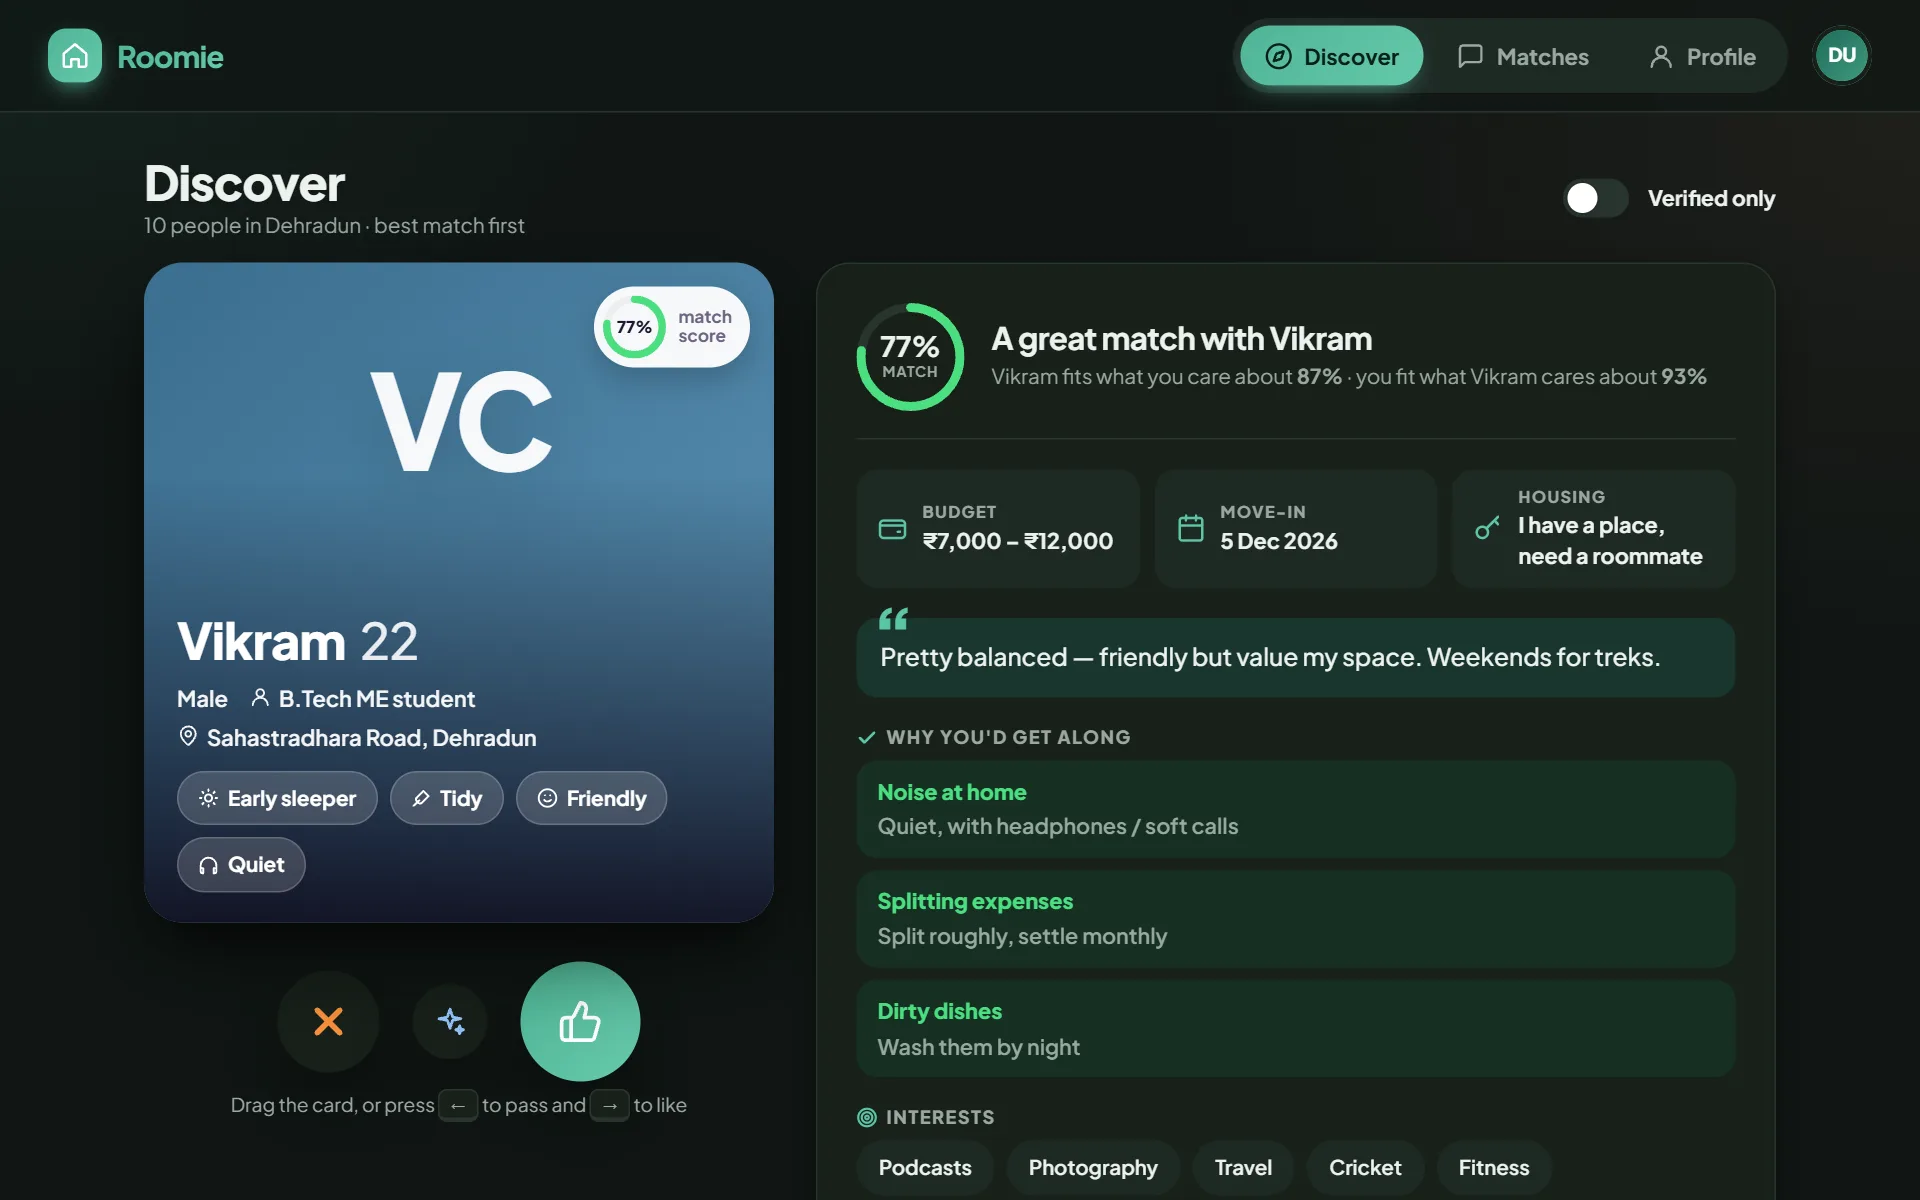 Roomie
Discover
Matches
Profile
DU
Discover
10 people in Dehradun · best match first
Verified only
77%
match
score
VC
Vikram 22
Male B.Tech ME student
Sahastradhara Road, Dehradun
Early sleeper
Tidy
Friendly
Quiet
Drag the card, or press ← to pass and → to like
77%
MATCH
A great match with Vikram
Vikram fits what you care about 87% · you fit what Vikram cares about 93%
BUDGET
₹7,000 – ₹12,000
MOVE-IN
5 Dec 2026
HOUSING
I have a place,
need a roommate
“
Pretty balanced — friendly but value my space. Weekends for treks.
WHY YOU'D GET ALONG
Noise at home
Quiet, with headphones / soft calls
Splitting expenses
Split roughly, settle monthly
Dirty dishes
Wash them by night
INTERESTS
Podcasts
Photography
Travel
Cricket
Fitness